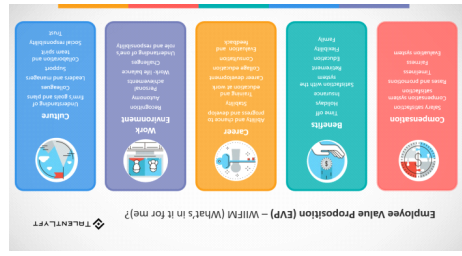 Employee Value Proposition (EVP) – WIIFM (What's in it for me)?
TALENTLYFT
Compensation
Salary satisfaction
Compensation system
satisfaction
Raise and promotions
Timeliness
Fairness
Evaluation system
Benefits
Time off
Holidays
Insurance
Satisfaction with the
system
Retirement
Education
Flexibility
Family
Career
Ability and chance to
progress and develop
Stability
Training and
education at work
Career development
College education
Consultation
Evaluation and
feedback
Work
Environment
Recognition
Autonomy
Personal
achievements
Work-life balance
Challenges
Understanding of one's
role and responsibility
Culture
Understanding of
firm's goals and plans
Colleagues
Leaders and managers
Support
Collaboration and
team spirit
Social responsibility
Trust